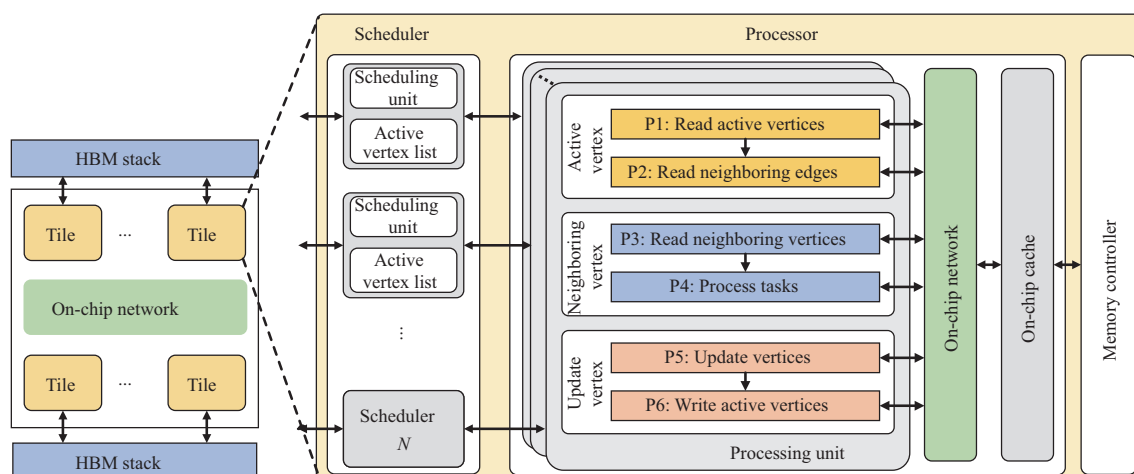 Scheduler
Processor
Scheduling
unit
Active
vertex list
Scheduling
unit
Active
vertex list
⋮
Scheduler
N
Active
vertex
P1: Read active vertices
P2: Read neighboring edges
Neighboring
vertex
P3: Read neighboring vertices
P4: Process tasks
Update
vertex
P5: Update vertices
P6: Write active vertices
Processing unit
On-chip network
On-chip cache
Memory controller
HBM stack
Tile
...
Tile
On-chip network
Tile
...
Tile
HBM stack